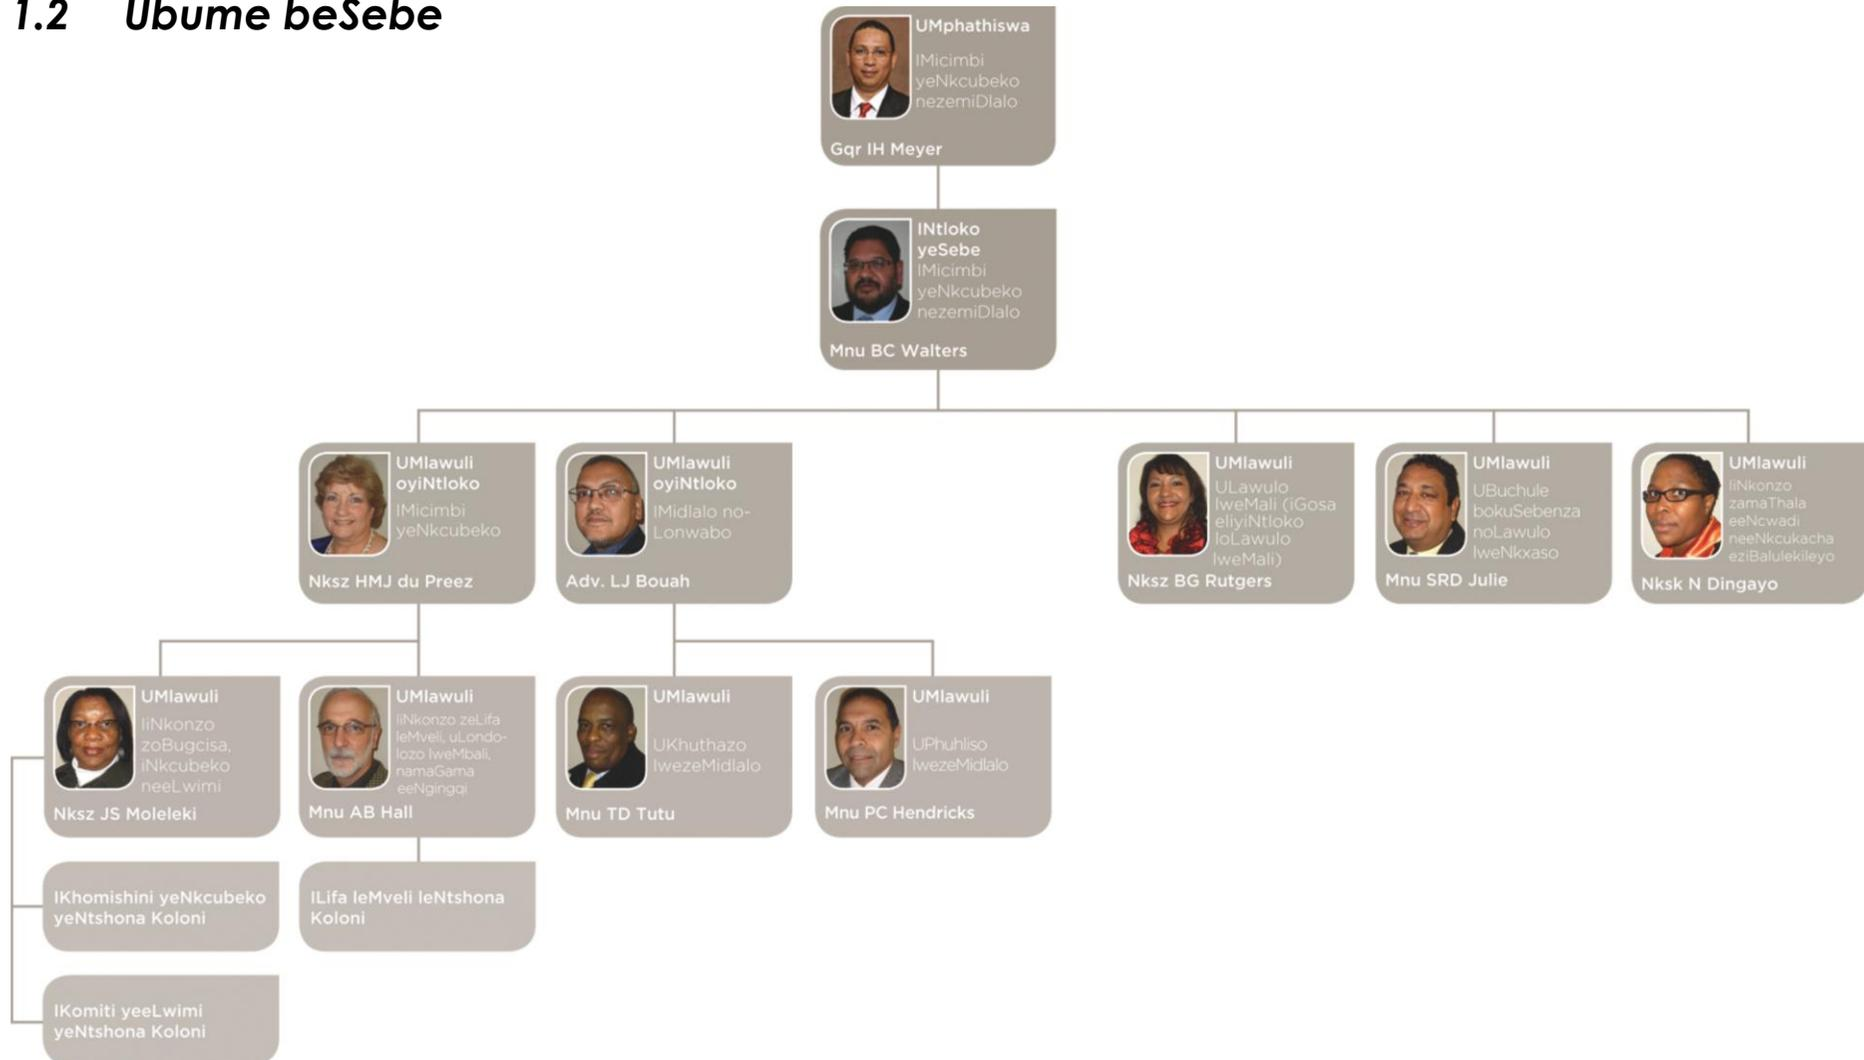 1.2 Ubume beSebe
UMphathiswa
IMicimbi
yeNkcubeko
nezemiDlalo
Gqr IH Meyer
INtloko
yeSebe
IMicimbi
yeNkcubeko
nezemiDlalo
Mnu BC Walters
UMlawuli
oyiNtloko
IMicimbi
yeNkcubeko
Nksz HMJ du Preez
UMlawuli
oyiNtloko
IMidlalo no-
Lonwabo
Adv. LJ Bouah
UMlawuli
ULawulo
lweMali (iGosa
eliyiNtloko
loLawulo
lweMali)
Nksz BG Rutgers
UMlawuli
UBuchule
bokuSebenza
noLawulo
lweNkxaso
Mnu SRD Julie
UMlawuli
IiNkonzo
zamaThala
eeNcwadi
neeNkcukacha
eziBalulekileyo
Nksk N Dingayo
UMlawuli
IiNkonzo
zoBugcisa,
iNkcubeko
neeLwimi
Nksz JS Moleleki
UMlawuli
IiNkonzo zeLifa
leMveli, uLondo-
lozo lweMbali,
namaGama
eeNgingqi
Mnu AB Hall
UMlawuli
UKhuthazo
lwezeMidlalo
Mnu TD Tutu
UMlawuli
UPhuhliso
lwezeMidlalo
Mnu PC Hendricks
IKhomishini yeNkcubeko
yeNtshona Koloni
ILifa leMveli leNtshona
Koloni
IKomiti yeeLwimi
yeNtshona Koloni